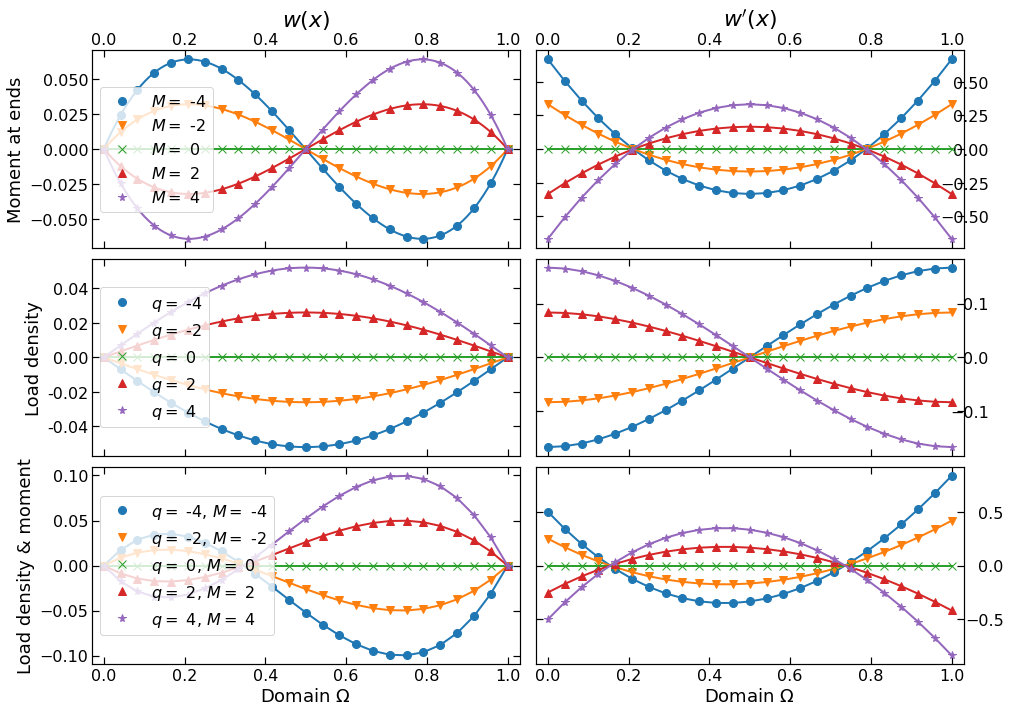 w(x)
w′(x)
0.0 0.2 0.4 0.6 0.8 1.0
0.0 0.2 0.4 0.6 0.8 1.0
Moment at ends
0.050
0.025
0.000
−0.025
−0.050
M = -4
M = -2
M = 0
M = 2
M = 4
0.50
0.25
0.00
−0.25
−0.50
Load density
0.04
0.02
0.00
−0.02
−0.04
q = -4
q = -2
q = 0
q = 2
q = 4
0.1
0.0
−0.1
Load density & moment
0.10
0.05
0.00
−0.05
−0.10
q = -4, M = -4
q = -2, M = -2
q = 0, M = 0
q = 2, M = 2
q = 4, M = 4
0.5
0.0
−0.5
0.0 0.2 0.4 0.6 0.8 1.0
0.0 0.2 0.4 0.6 0.8 1.0
Domain Ω
Domain Ω